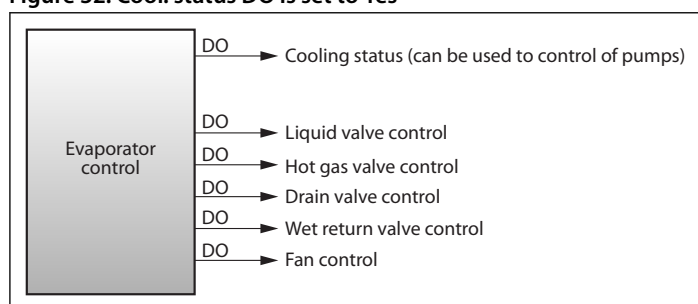 Figure 32. Cool status DO is set to Yes
DO
Cooling status (can be used to control of pumps)
Evaporator
control
DO
Liquid valve control
DO
Hot gas valve control
DO
Drain valve control
DO
Wet return valve control
DO
Fan control